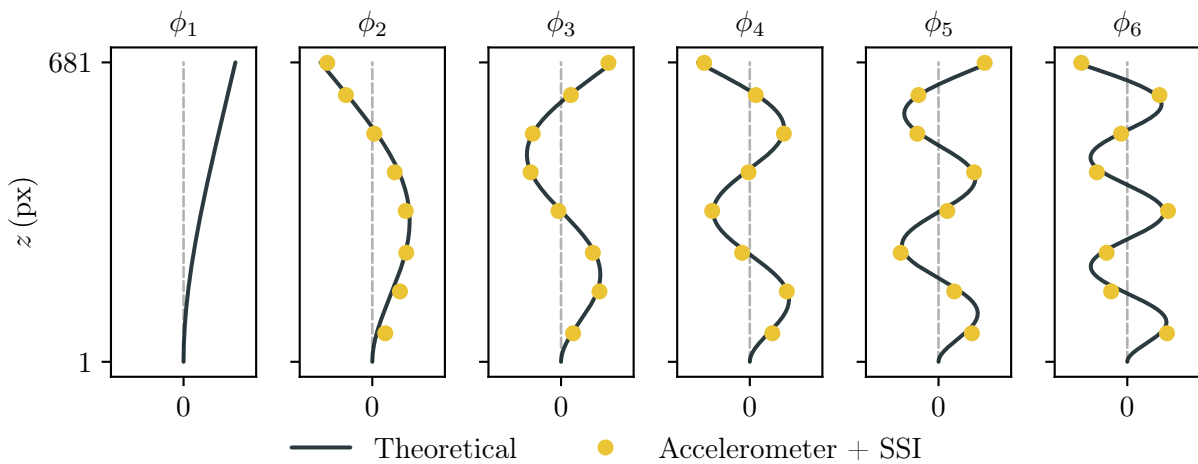 ϕ1 ϕ2 ϕ3 ϕ4 ϕ5 ϕ6
681
z (px)
1
0 0 0 0 0 0
Theoretical Accelerometer + SSI